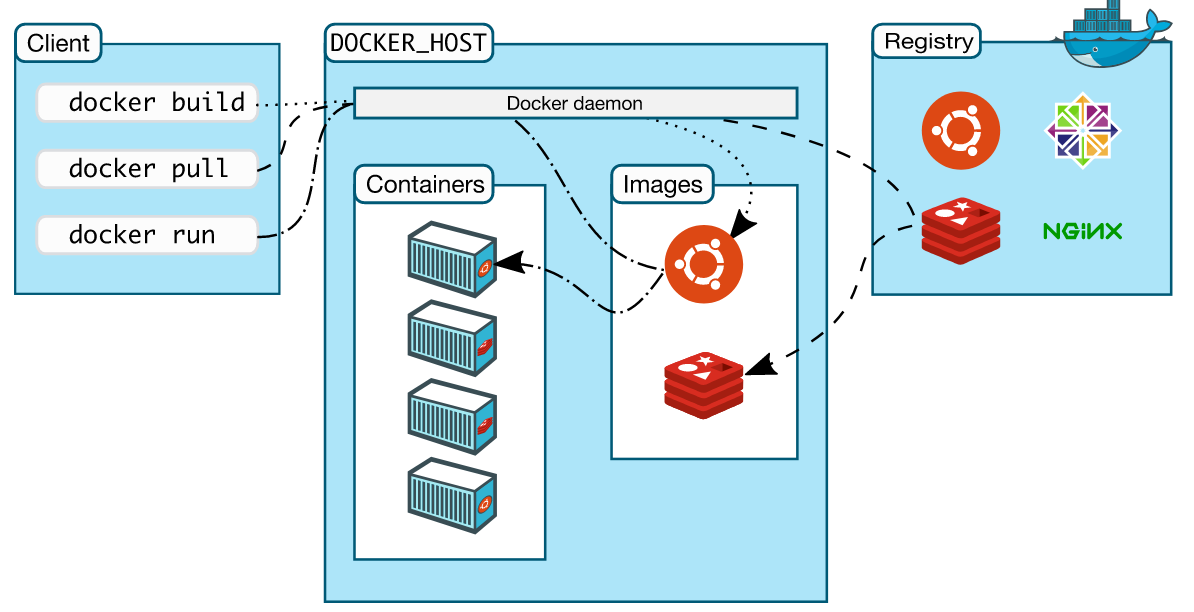 Client
docker build
docker pull
docker run
DOCKER_HOST
Docker daemon
Containers
Images
Registry
NGINX